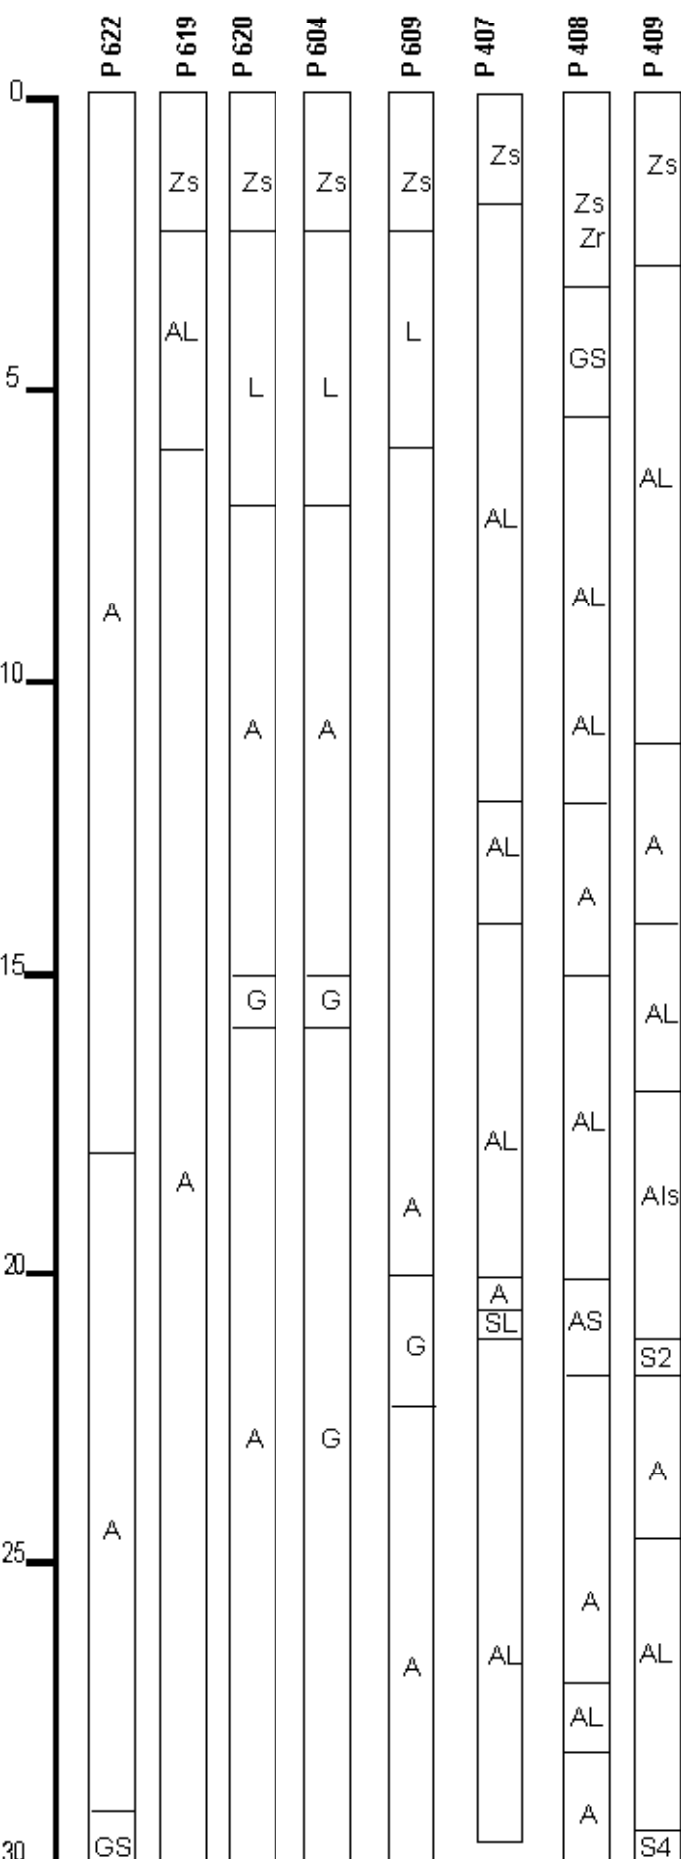 P 622 P 619 P 620 P 604 P 609 P 407 P 408 P 409
0
Zs
Zs Zs Zs Zs Zs
Zs
Zr
AL L
GS
5
L L
AL
AL
AL
A
10
A A
AL
AL A
A
15
G G
AL
AL
AL
A
A
Als
20
A
AS
SL
G
S2
A G
A
25
A
A
A AL
AL
AL
A
30
GS
S4